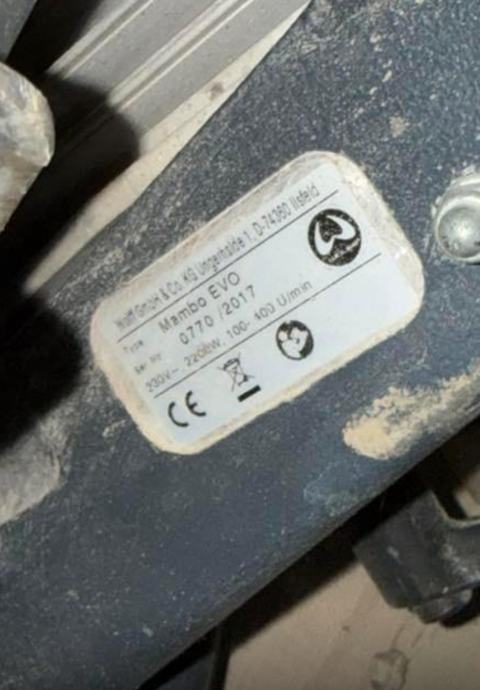 Wolff GmbH & Co. KG Ungerhalde 1, D-74360 Ilsfeld
Type Mambo EVO
Ser No 0770 /2017
230V~, 2200W, 100-400 U/min
CE